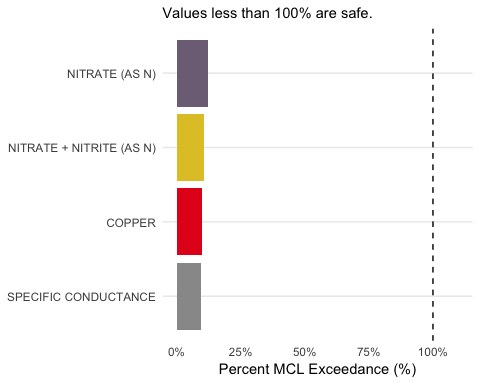 Values less than 100% are safe.
NITRATE (AS N)
NITRATE + NITRITE (AS N)
COPPER
SPECIFIC CONDUCTANCE
0% 25% 50% 75% 100%
Percent MCL Exceedance (%)